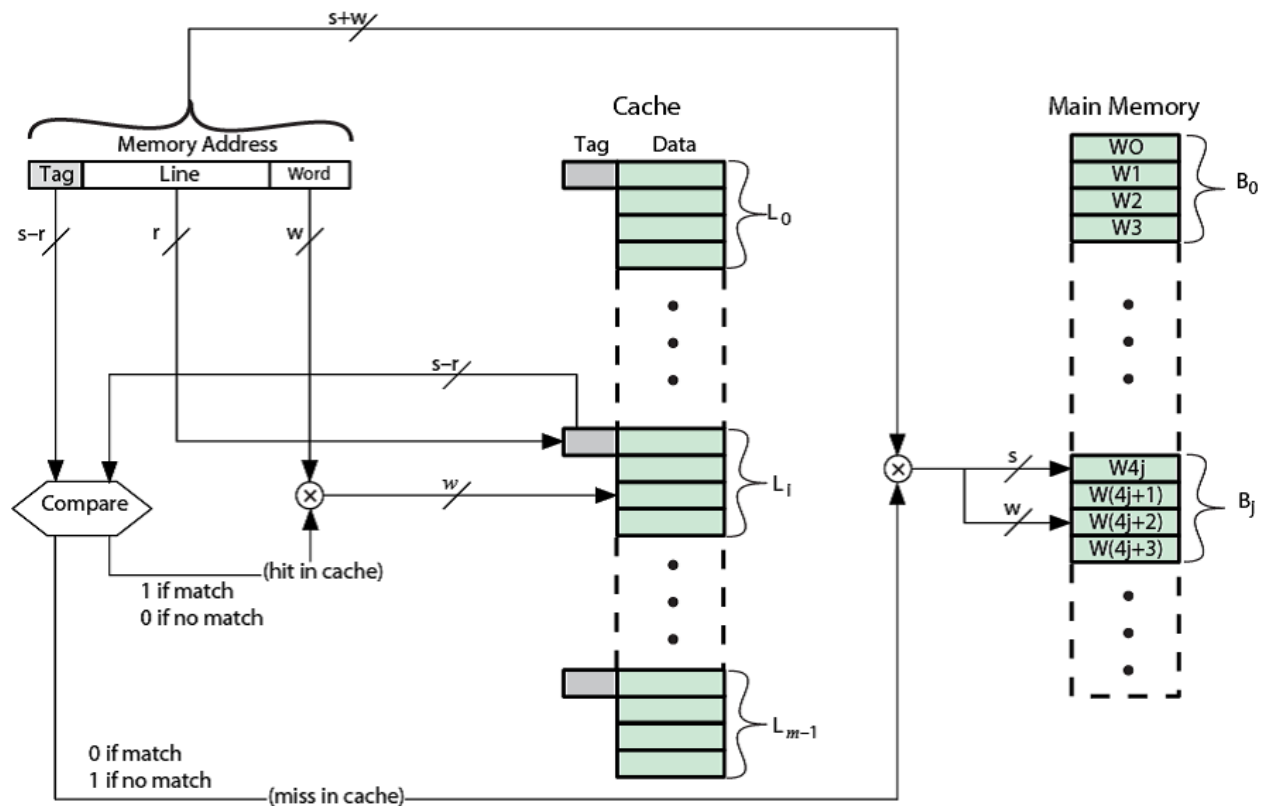 s+w
Cache
Main Memory
Memory Address
Tag
Data
Tag
Line
Word
W0
W1
W2
W3
B0
L0
s–r
r
w
s–r
Compare
w
Li
s
w
W4j
W(4j+1)
W(4j+2)
W(4j+3)
Bj
(hit in cache)
1 if match
0 if no match
Lm–1
0 if match
1 if no match
(miss in cache)